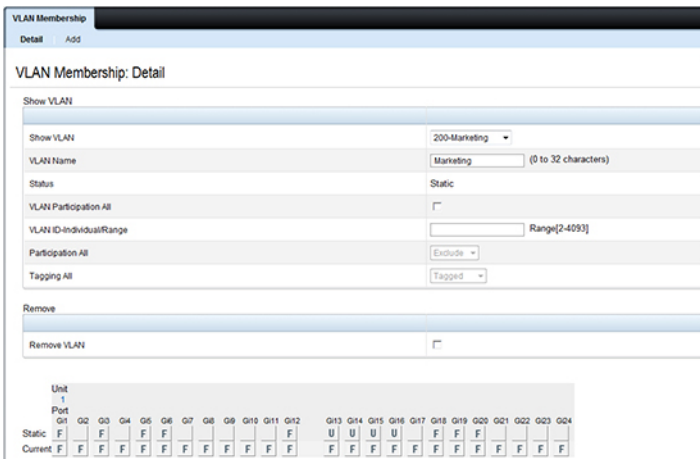 VLAN Membership
Detail Add
VLAN Membership: Detail
Show VLAN
Show VLAN 200-Marketing
VLAN Name Marketing (0 to 32 characters)
Status Static
VLAN Participation All
VLAN ID-Individual/Range Range[2-4093]
Participation All Exclude
Tagging All Tagged
Remove
Remove VLAN
Unit
1
Port
Gi1 Gi2 Gi3 Gi4 Gi5 Gi6 Gi7 Gi8 Gi9 Gi10 Gi11 Gi12 Gi13 Gi14 Gi15 Gi16 Gi17 Gi18 Gi19 Gi20 Gi21 Gi22 Gi23 Gi24
Static F F F F F U U U U F F F
Current F F F F F F F F F F F F F F F F F F F F F F F F